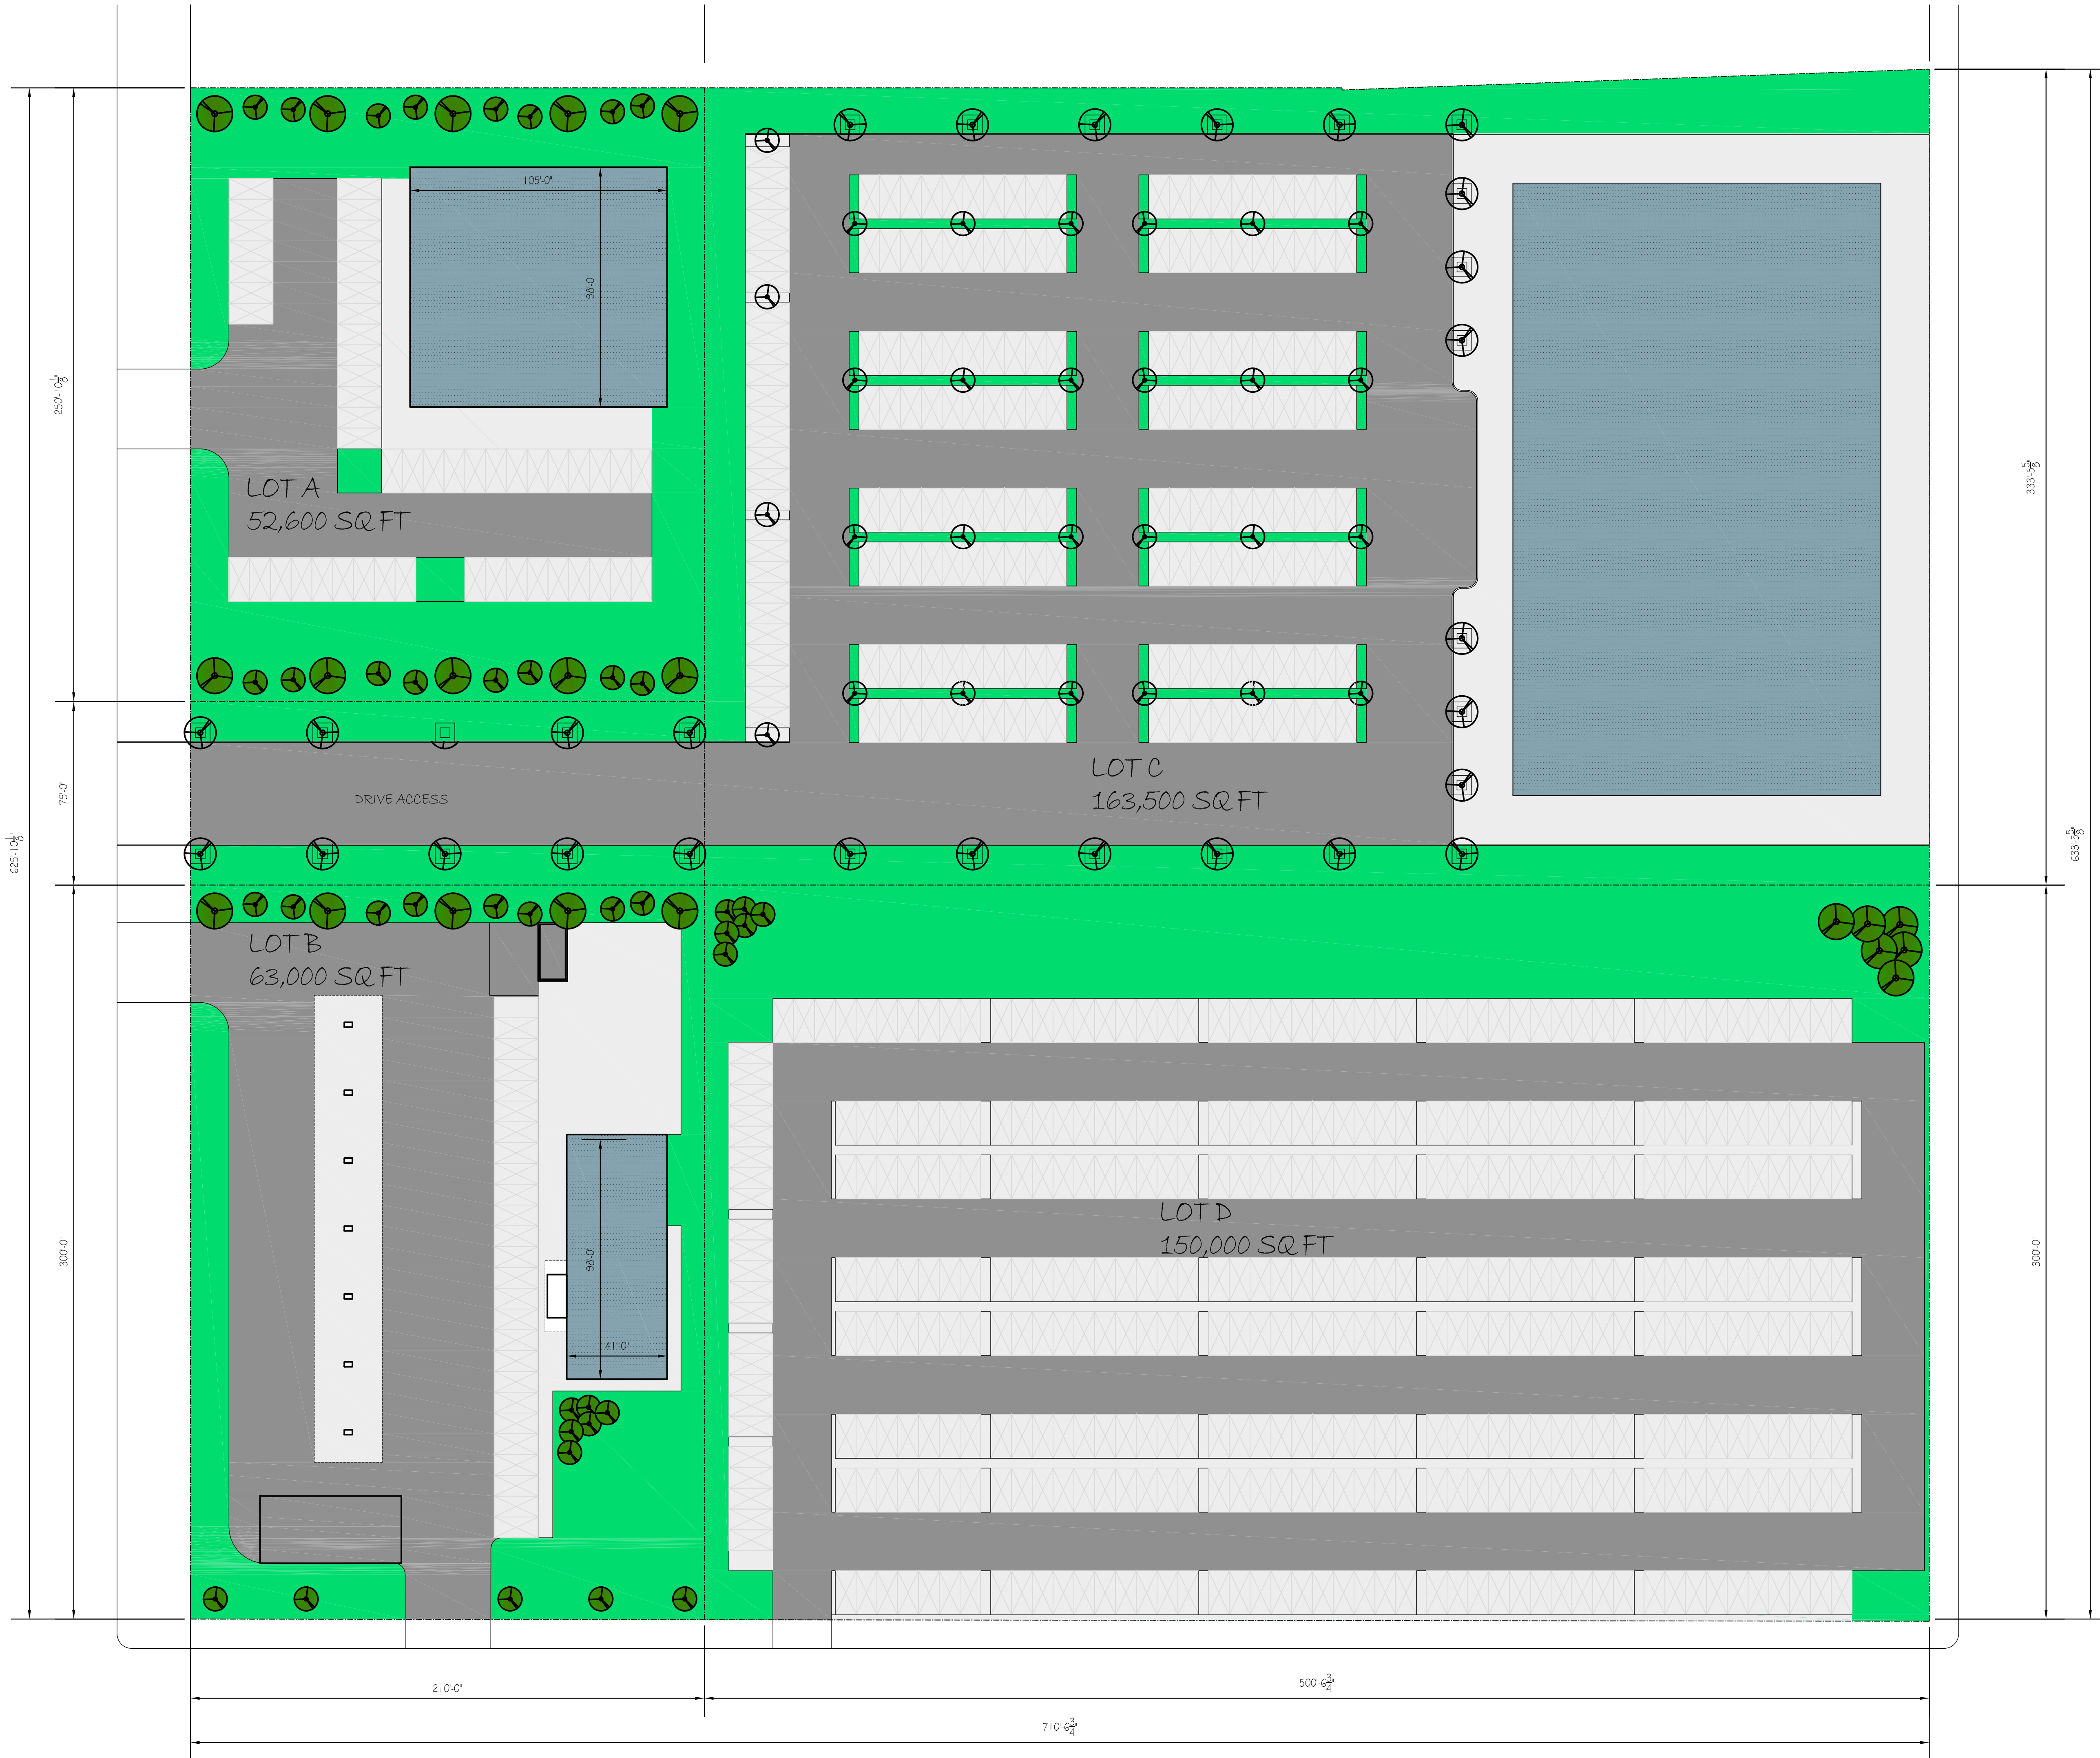 105'-0"
98'-0"
250'-10 1/8"
333'-5 5/8"
LOT A
52,600 SQ FT
LOT C
163,500 SQ FT
75'-0"
DRIVE ACCESS
625'-10 1/8"
633'-5 5/8"
LOT B
63,000 SQ FT
LOT D
150,000 SQ FT
300'-0"
98'-0"
300'-0"
41'-0"
210'-0"
500'-6 3/4"
710'-6 3/4"